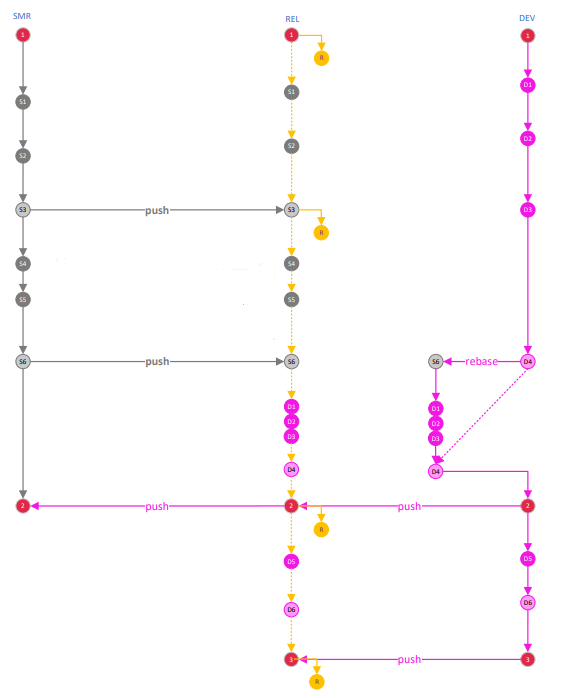 SMR REL DEV
1 1 1
R
S1 S1 D1
S2 S2 D2
S3 push S3 D3
R
S4 S4
S5 S5
S6 push S6 S6 rebase D4
D1 D1
D2 D2
D3 D3
D4 D4
2 push 2 push 2
R
D5 D5
D6 D6
3 push 3
R